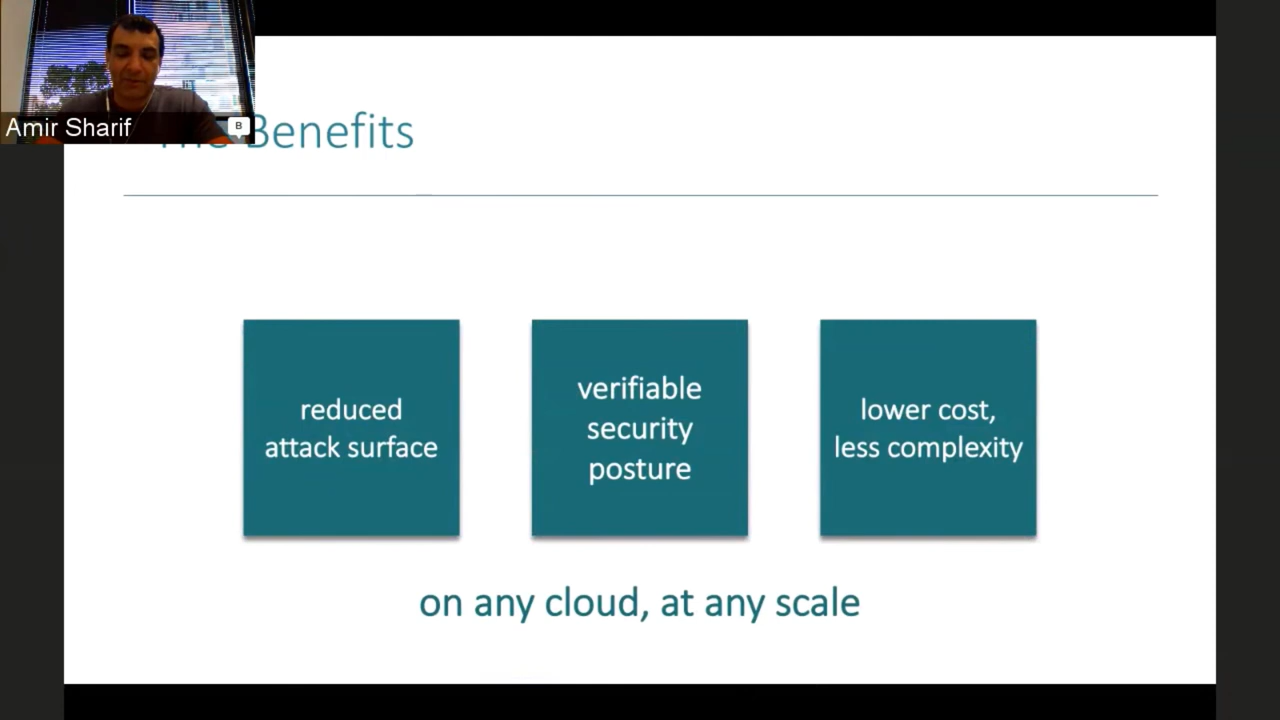 Amir Sharif
B
The Benefits
reduced
attack surface
verifiable
security
posture
lower cost,
less complexity
on any cloud, at any scale